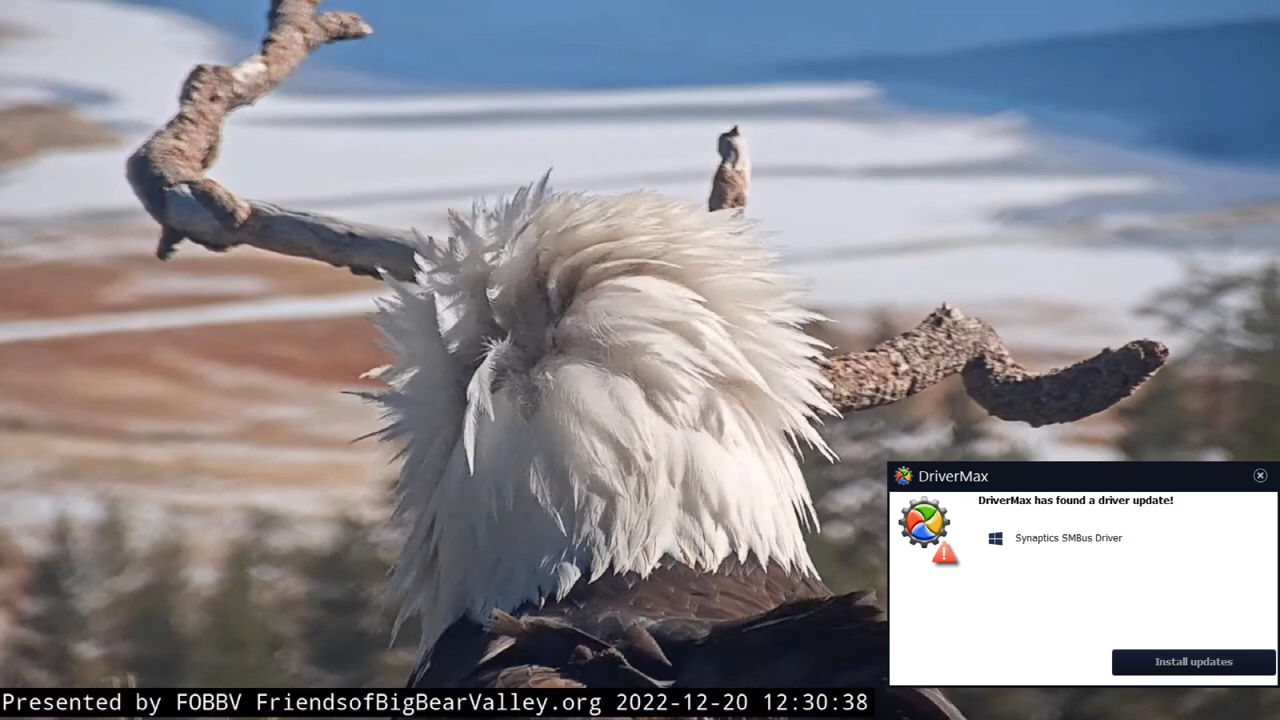 DriverMax
DriverMax has found a driver update!
Synaptics SMBus Driver
Install updates
Presented by FOBBV FriendsofBigBearValley.org 2022-12-20 12:30:38